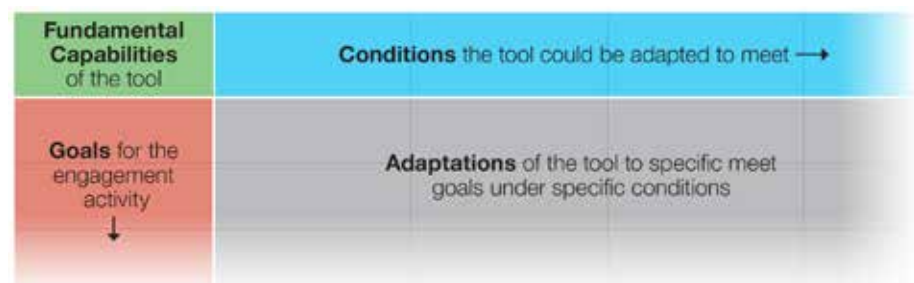 Fundamental
Capabilities
of the tool
Conditions the tool could be adapted to meet →
Goals for the
engagement
activity
↓
Adaptations of the tool to specific meet
goals under specific conditions